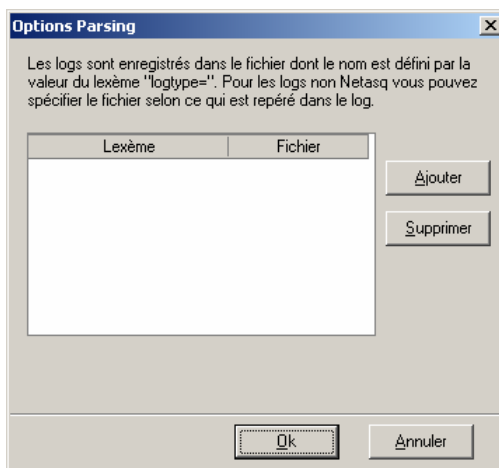 Options Parsing
Les logs sont enregistrés dans le fichier dont le nom est défini par la
valeur du lexème "logtype=". Pour les logs non Netasq vous pouvez
spécifier le fichier selon ce qui est repéré dans le log.
Lexème Fichier
Ajouter
Supprimer
Ok Annuler